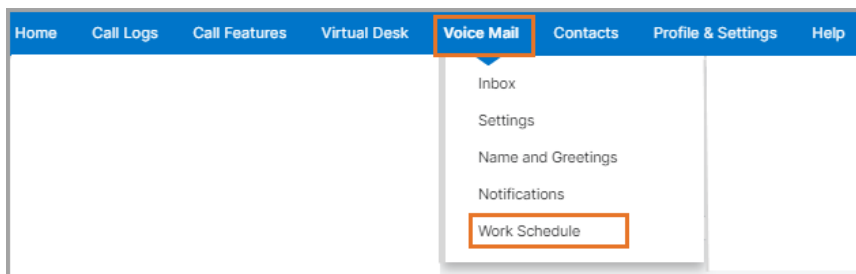 Home Call Logs Call Features Virtual Desk Voice Mail Contacts Profile & Settings Help
Inbox
Settings
Name and Greetings
Notifications
Work Schedule